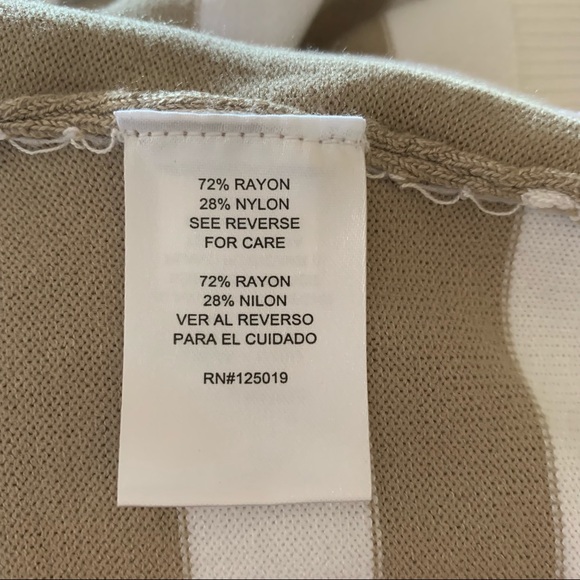 72% RAYON
28% NYLON
SEE REVERSE
FOR CARE
72% RAYON
28% NILON
VER AL REVERSO
PARA EL CUIDADO
RN#125019